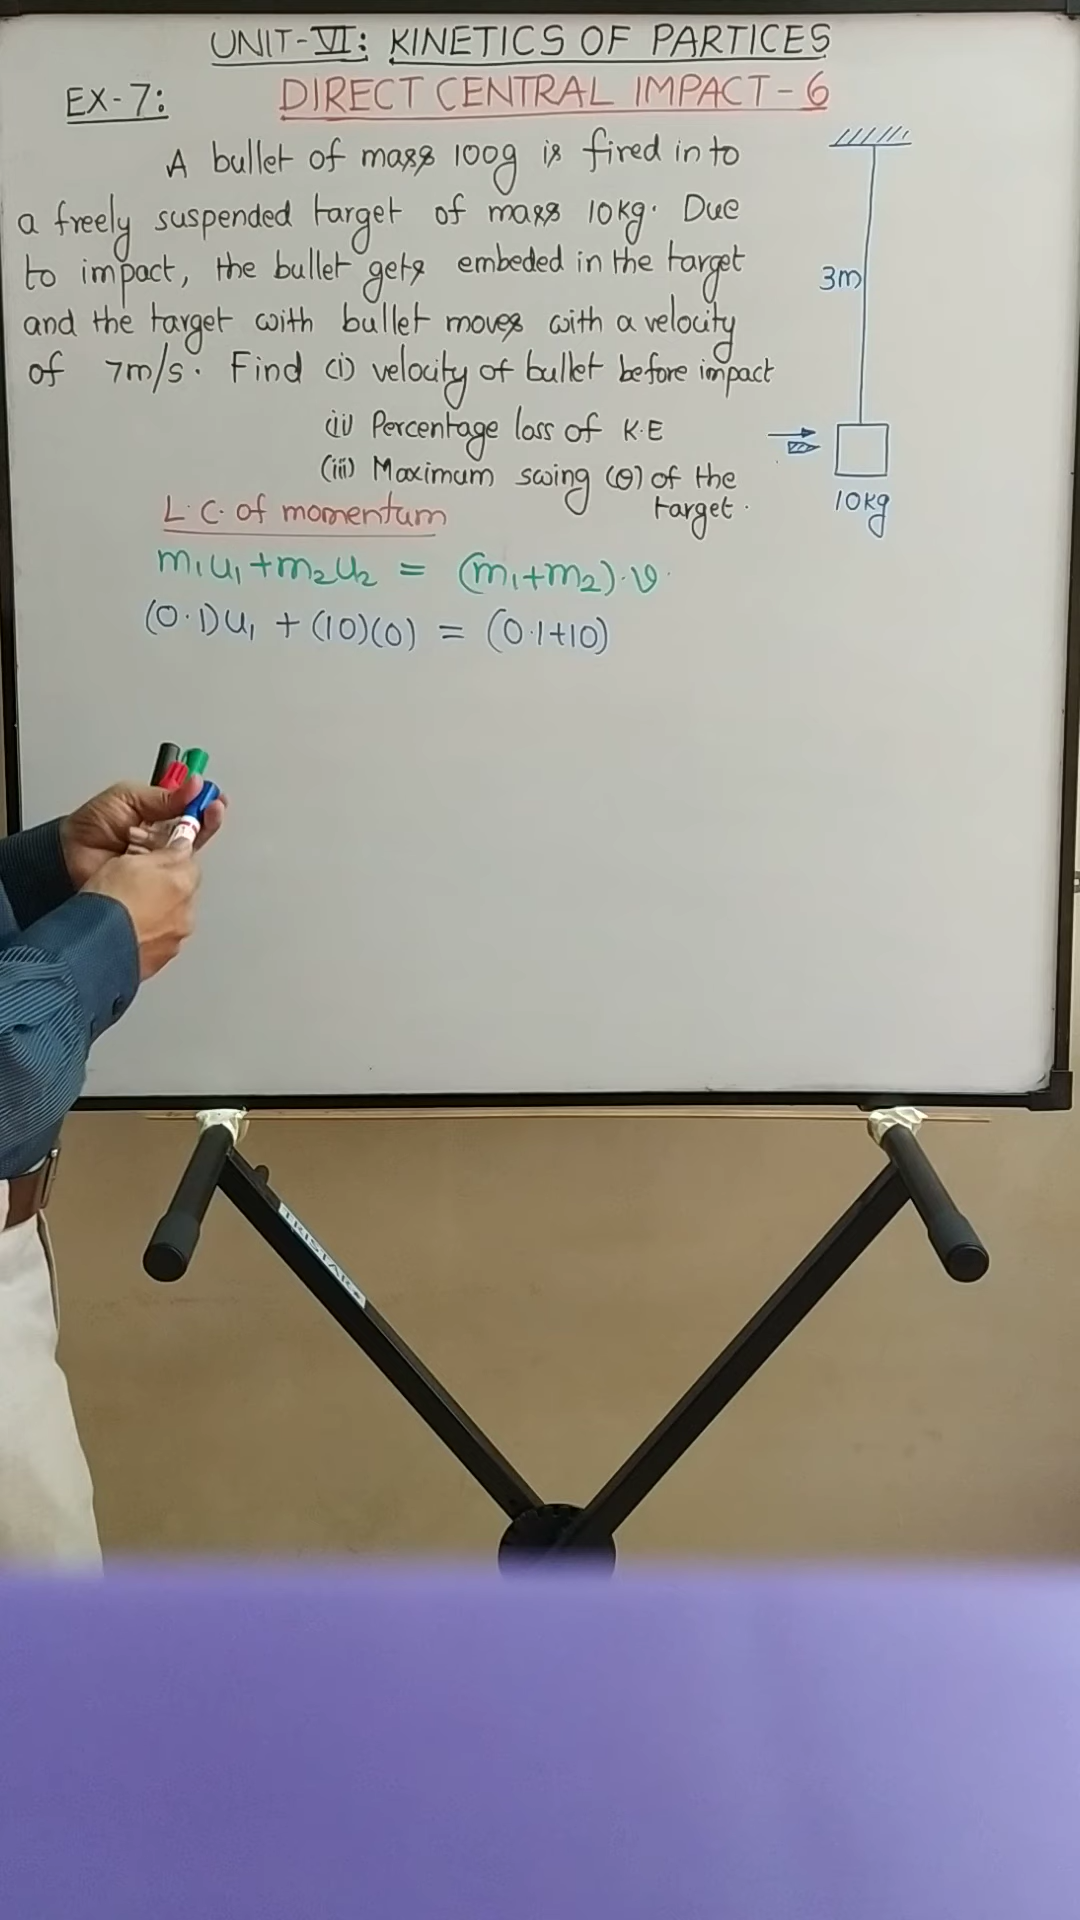 UNIT-VI: KINETICS OF PARTICES
EX-7: DIRECT CENTRAL IMPACT-6
A bullet of mass 100g is fired in to
a freely suspended target of mass 10kg. Due
to impact, the bullet gets embeded in the target
and the target with bullet moves with a velocity
of 7m/s. Find (i) velocity of bullet before impact
(ii) Percentage loss of K.E
(iii) Maximum swing (θ) of the
target.
3m
10kg
L.C. of momentum
m₁u₁+m₂u₂ = (m₁+m₂).v.
(0.1)u₁ + (10)(0) = (0.1+10)
TRISTAR